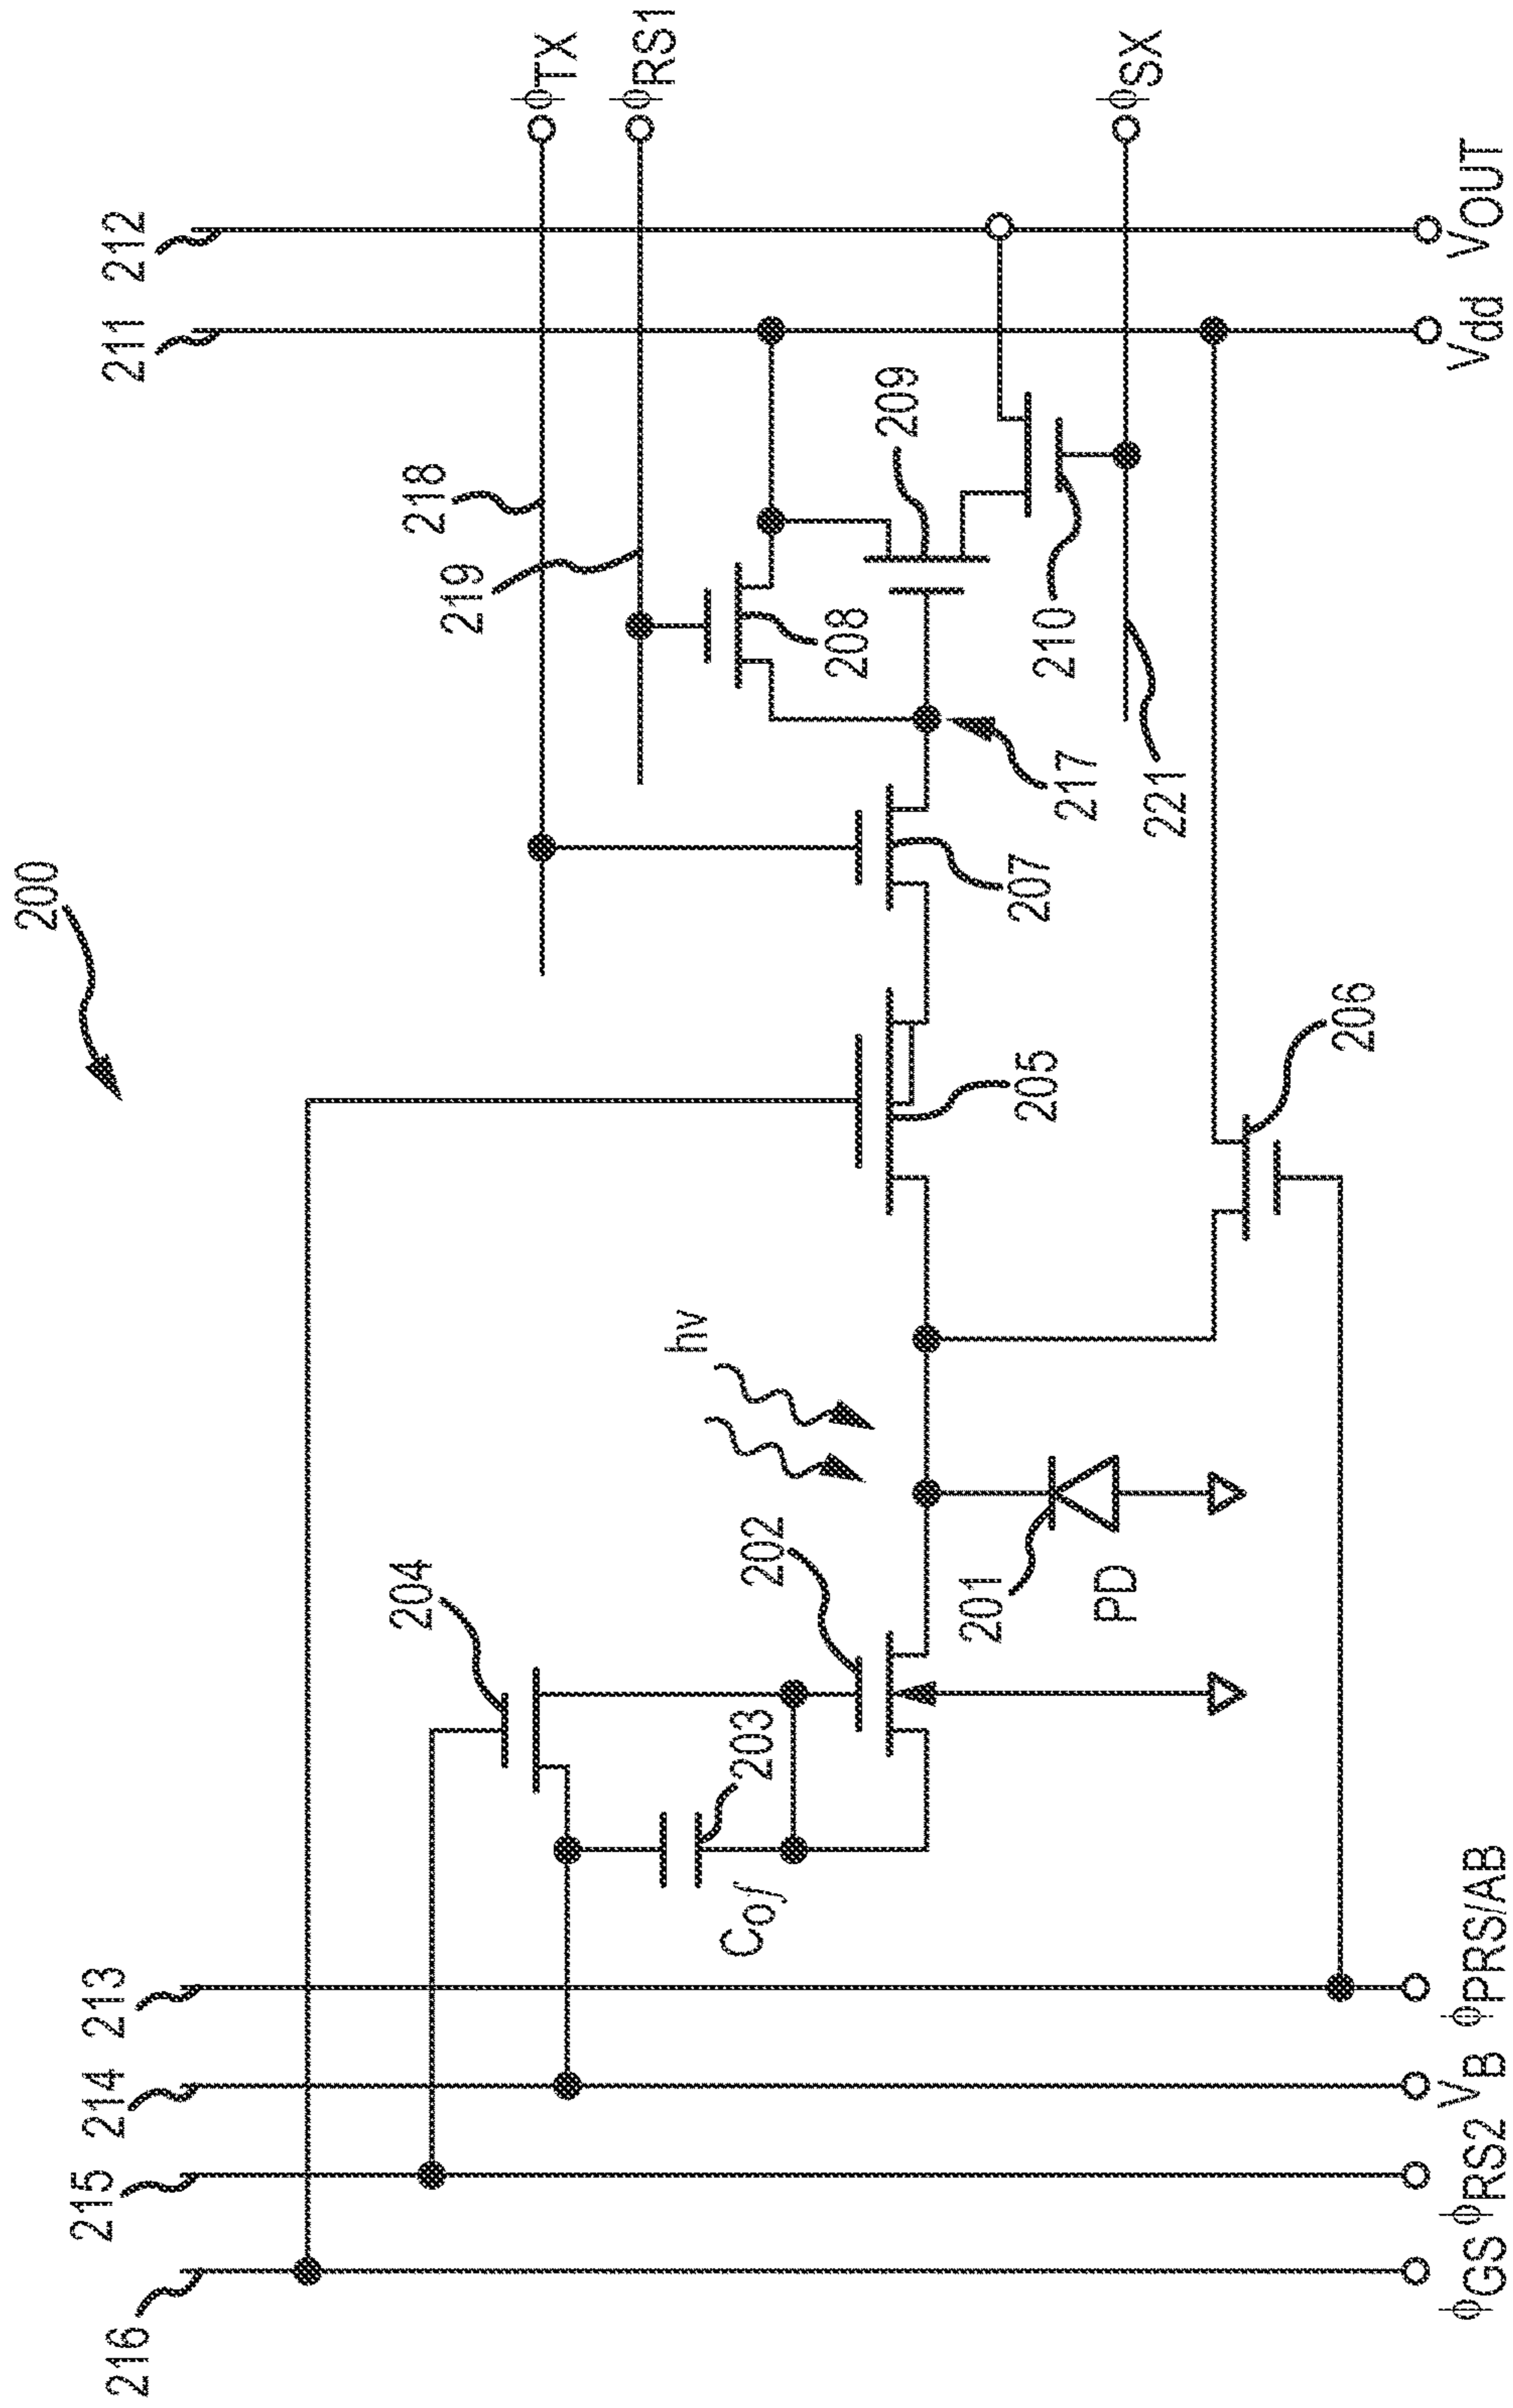 200
216
215
214
213
204
203
Cof
202
201
PD
hv
205
206
207
217
218
219
208
209
210
221
211
212
ϕTX
ϕRS1
ϕSX
ϕGS
ϕRS2
VB
ϕPRS/AB
Vdd
VOUT